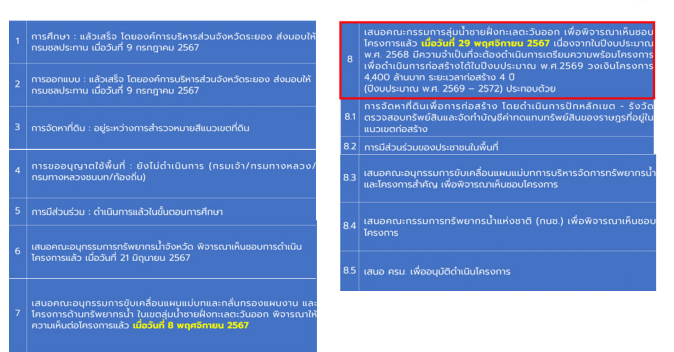 1 การศึกษา : แล้วเสร็จ โดยองค์การบริหารส่วนจังหวัดระยอง ส่งมอบให้
กรมชลประทาน เมื่อวันที่ 9 กรกฎาคม 2567
2 การออกแบบ : แล้วเสร็จ โดยองค์การบริหารส่วนจังหวัดระยอง ส่งมอบให้
กรมชลประทาน เมื่อวันที่ 9 กรกฎาคม 2567
3 การจัดหาที่ดิน : อยู่ระหว่างการสำรวจหมายสีแนวเขตที่ดิน
4 การขออนุญาตใช้พื้นที่ : ยังไม่ดำเนินการ (กรมเจ้า/กรมทางหลวง/
กรมทางหลวงชนบท/ท้องถิ่น)
5 การมีส่วนร่วม : ดำเนินการแล้วในขั้นตอนการศึกษา
6 เสนอคณะอนุกรรมการทรัพยากรน้ำจังหวัด พิจารณาเห็นชอบการดำเนิน
โครงการแล้ว เมื่อวันที่ 21 มิถุนายน 2567
7 เสนอคณะอนุกรรมการขับเคลื่อนแผนแม่บทและกลั่นกรองแผนงาน และ
โครงการด้านทรัพยากรน้ำ ในเขตลุ่มน้ำชายฝั่งทะเลตะวันออก พิจารณาให้
ความเห็นต่อโครงการแล้ว เมื่อวันที่ 8 พฤศจิกายน 2567
8 เสนอคณะกรรมการลุ่มน้ำชายฝั่งทะเลตะวันออก เพื่อพิจารณาเห็นชอบ
โครงการแล้ว เมื่อวันที่ 29 พฤศจิกายน 2567 เนื่องจากในปีงบประมาณ
พ.ศ. 2568 มีความจำเป็นที่จะต้องดำเนินการเตรียมความพร้อมโครงการ
เพื่อดำเนินการก่อสร้างได้ในปีงบประมาณ พ.ศ.2569 วงเงินโครงการ
4,400 ล้านบาท ระยะเวลาก่อสร้าง 4 ปี
(ปีงบประมาณ พ.ศ. 2569 – 2572) ประกอบด้วย
8.1 การจัดหาที่ดินเพื่อการก่อสร้าง โดยดำเนินการปักหลักเขต - รังวัด
ตรวจสอบทรัพย์สินและจัดทำบัญชีค่าทดแทนทรัพย์สินของราษฎรที่อยู่ใน
แนวเขตก่อสร้าง
8.2 การมีส่วนร่วมของประชาชนในพื้นที่
8.3 เสนอคณะอนุกรรมการขับเคลื่อนแผนแม่บทการบริหารจัดการทรัพยากรน้ำ
และโครงการสำคัญ เพื่อพิจารณาเห็นชอบโครงการ
8.4 เสนอคณะกรรมการทรัพยากรน้ำแห่งชาติ (กนช.) เพื่อพิจารณาเห็นชอบ
โครงการ
8.5 เสนอ ครม. เพื่ออนุมัติดำเนินโครงการ